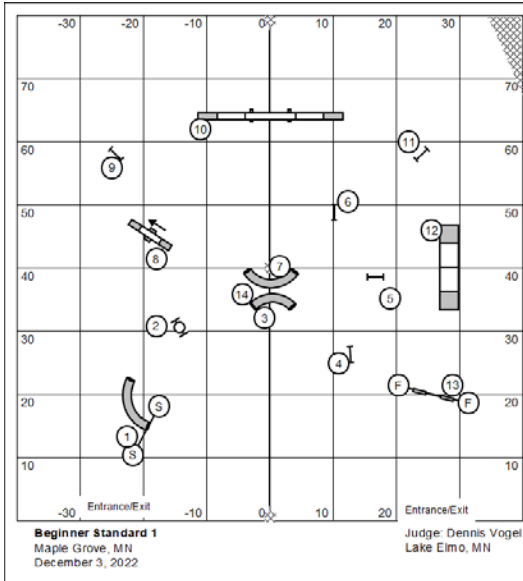 -30 -20 -10 0 10 20 30
70 70
10
60 60
11
9
6
50 50
12
8
7
40 40
14
5
3
2
30 30
4
F 13
F
20 20
S
1
S
10 10
-30 -20 -10 0 10 20 30
Entrance/Exit Entrance/Exit
Beginner Standard 1 Judge: Dennis Vogel
Maple Grove, MN Lake Elmo, MN
December 3, 2022